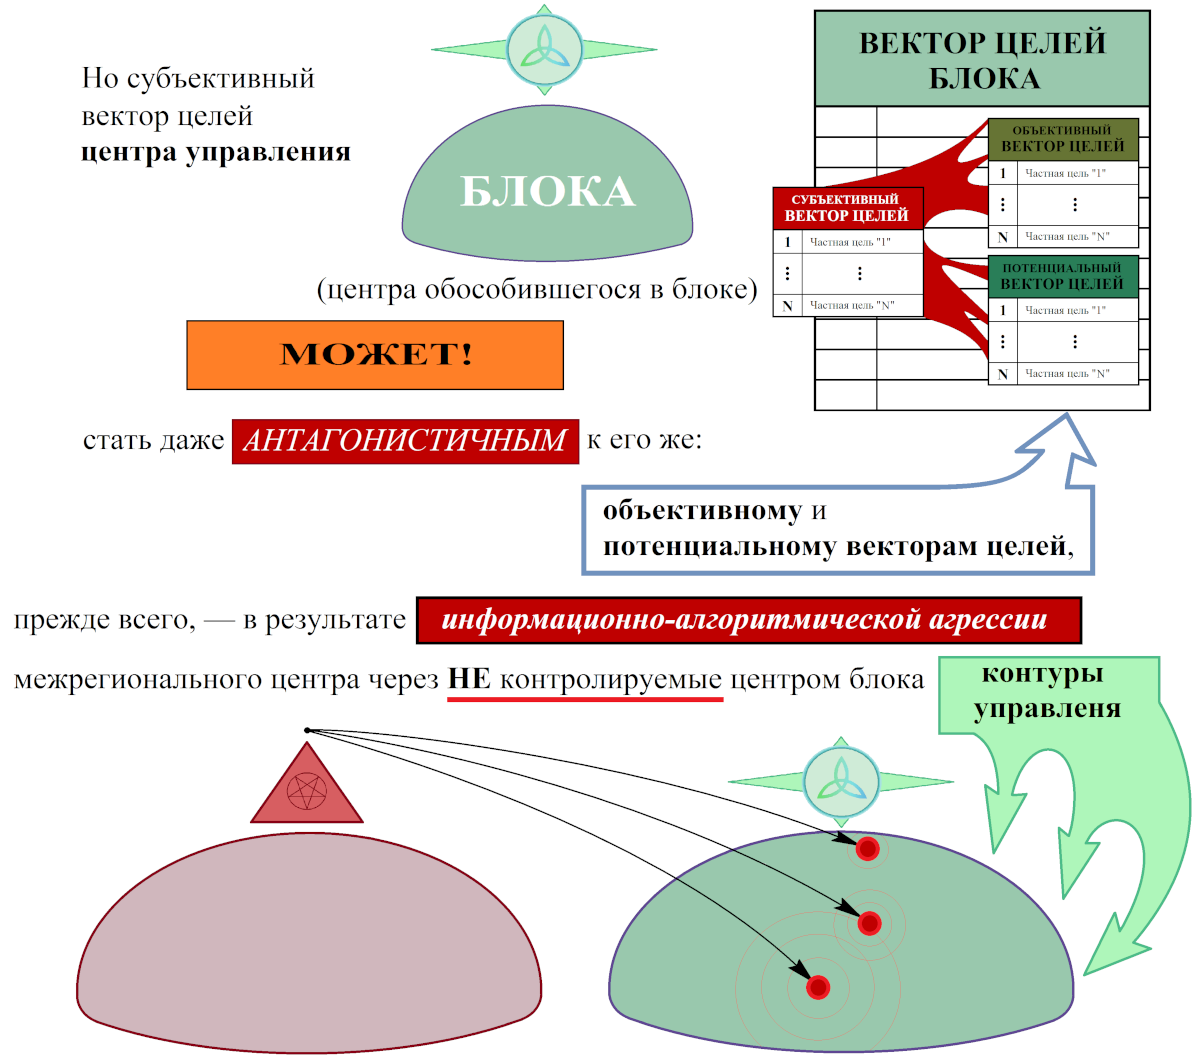 Но субъективный
вектор целей
центра управления
БЛОКА
(центра обособившегося в блоке)
МОЖЕТ!
стать даже АНТАГОНИСТИЧНЫМ к его же:
ВЕКТОР ЦЕЛЕЙ
БЛОКА
ОБЪЕКТИВНЫЙ
ВЕКТОР ЦЕЛЕЙ
1 Частная цель "1"
⋮ ⋮
N Частная цель "N"
СУБЪЕКТИВНЫЙ
ВЕКТОР ЦЕЛЕЙ
1 Частная цель "1"
⋮ ⋮
N Частная цель "N"
ПОТЕНЦИАЛЬНЫЙ
ВЕКТОР ЦЕЛЕЙ
1 Частная цель "1"
⋮ ⋮
N Частная цель "N"
объективному и
потенциальному векторам целей,
прежде всего, — в результате информационно-алгоритмической агрессии
межрегионального центра через НЕ контролируемые центром блока
контуры
управленя